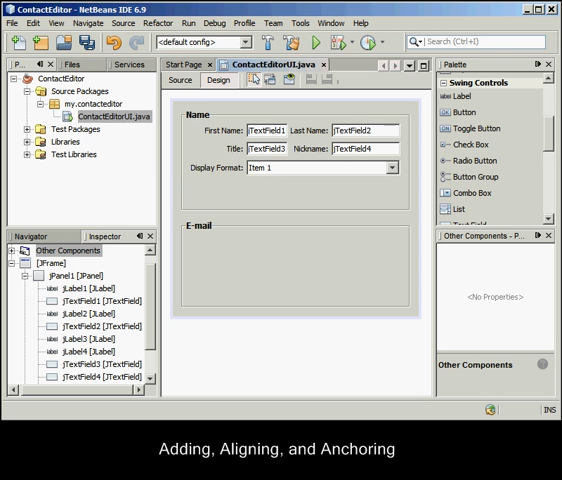 ContactEditor - NetBeans IDE 6.9
File Edit View Navigate Source Refactor Run Debug Profile Team Tools Window Help
<default config>
Search (Ctrl+I)
P... Files Services
ContactEditor
Source Packages
my.contacteditor
ContactEditorUI.java
Test Packages
Libraries
Test Libraries
Navigator Inspector
Other Components
[JFrame]
jPanel1 [JPanel]
jLabel1 [JLabel]
jTextField1 [JTextField]
jLabel2 [JLabel]
jTextField2 [JTextField]
jLabel3 [JLabel]
jLabel4 [JLabel]
jTextField3 [JTextField]
jTextField4 [JTextField]
Start Page ContactEditorUI.java
Source Design
Name
First Name: jTextField1 Last Name: jTextField2
Title: jTextField3 Nickname: jTextField4
Display Format: Item 1
E-mail
Palette
Swing Controls
Label
Button
Toggle Button
Check Box
Radio Button
Button Group
Combo Box
List
Other Components - P...
<No Properties>
Other Components
INS
Adding, Aligning, and Anchoring